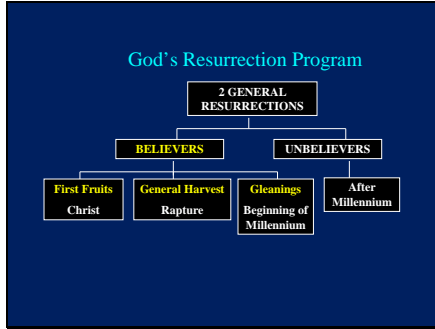 God's Resurrection Program
2 GENERAL
RESURRECTIONS
BELIEVERS
UNBELIEVERS
First Fruits
Christ
General Harvest
Rapture
Gleanings
Beginning of
Millennium
After
Millennium